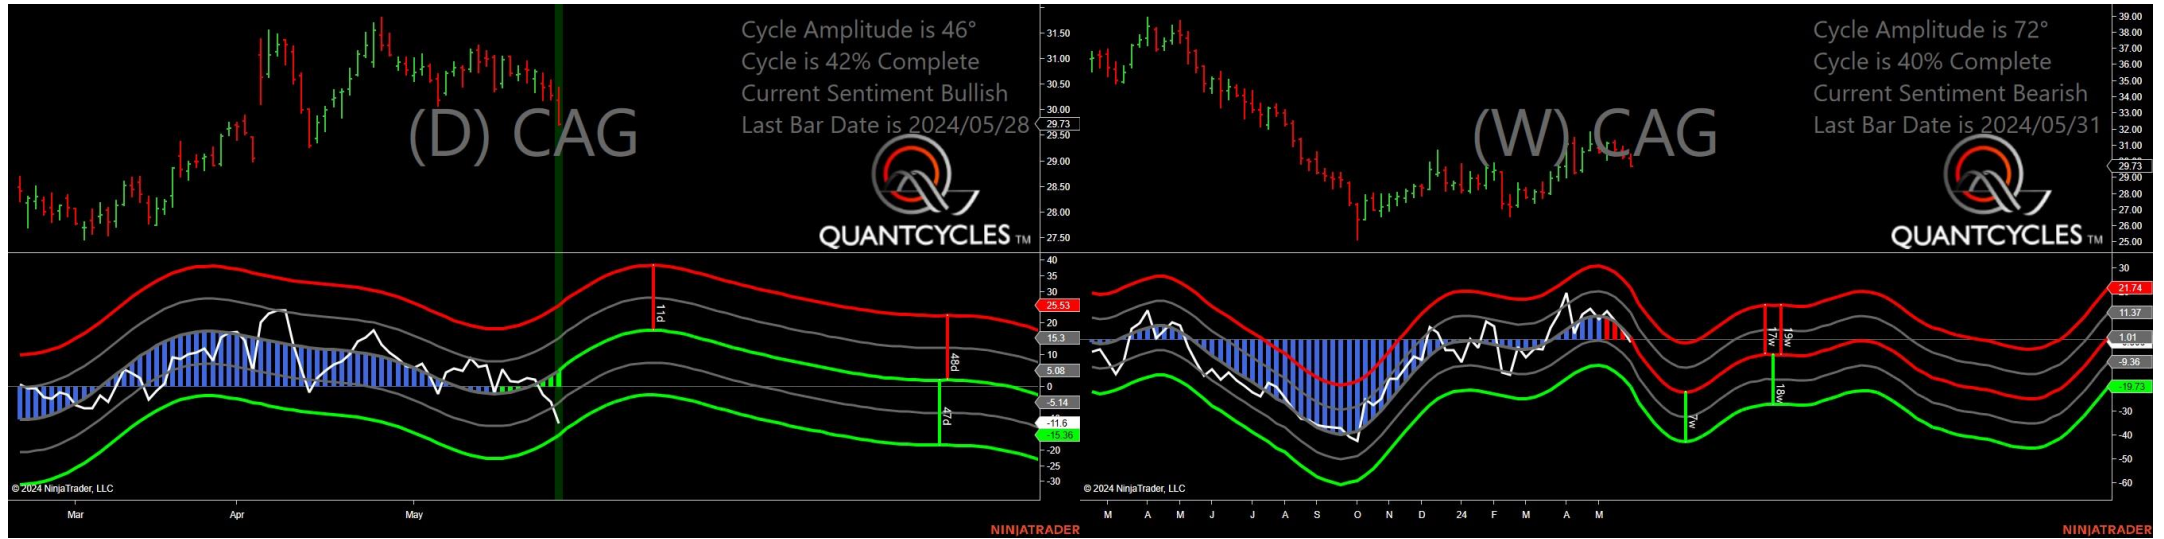 Cycle Amplitude is 46°
Cycle is 42% Complete
Current Sentiment Bullish
Last Bar Date is 2024/05/28
(D) CAG
QUANTCYCLES TM
31.50
31.00
30.50
30.00
29.73
29.50
29.00
28.50
28.00
27.50
40
35
30
25.53
20
15.3
10
5.08
0
-5.14
-11.6
-15.36
-20
-25
-30
11d
48d
47d
© 2024 NinjaTrader, LLC
Mar Apr May
NINJATRADER
Cycle Amplitude is 72°
Cycle is 40% Complete
Current Sentiment Bearish
Last Bar Date is 2024/05/31
(W) CAG
QUANTCYCLES TM
39.00
38.00
37.00
36.00
35.00
34.00
33.00
32.00
31.00
29.73
29.00
28.00
27.00
26.00
25.00
30
21.74
11.37
1.01
-9.36
-19.73
-30
-40
-50
-60
7w
17w
19w
18w
© 2024 NinjaTrader, LLC
M A M J J A S O N D 24 F M A M
NINJATRADER